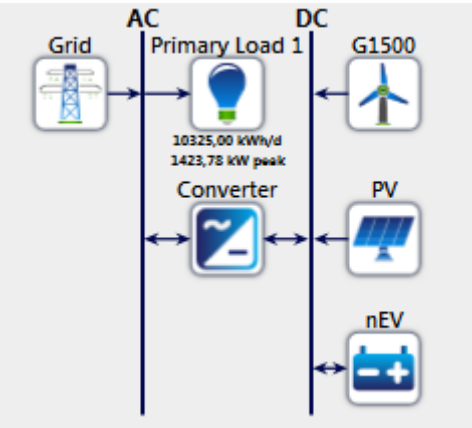 AC DC
Grid Primary Load 1 G1500
10325,00 kWh/d
1423,78 kW peak
Converter PV
nEV